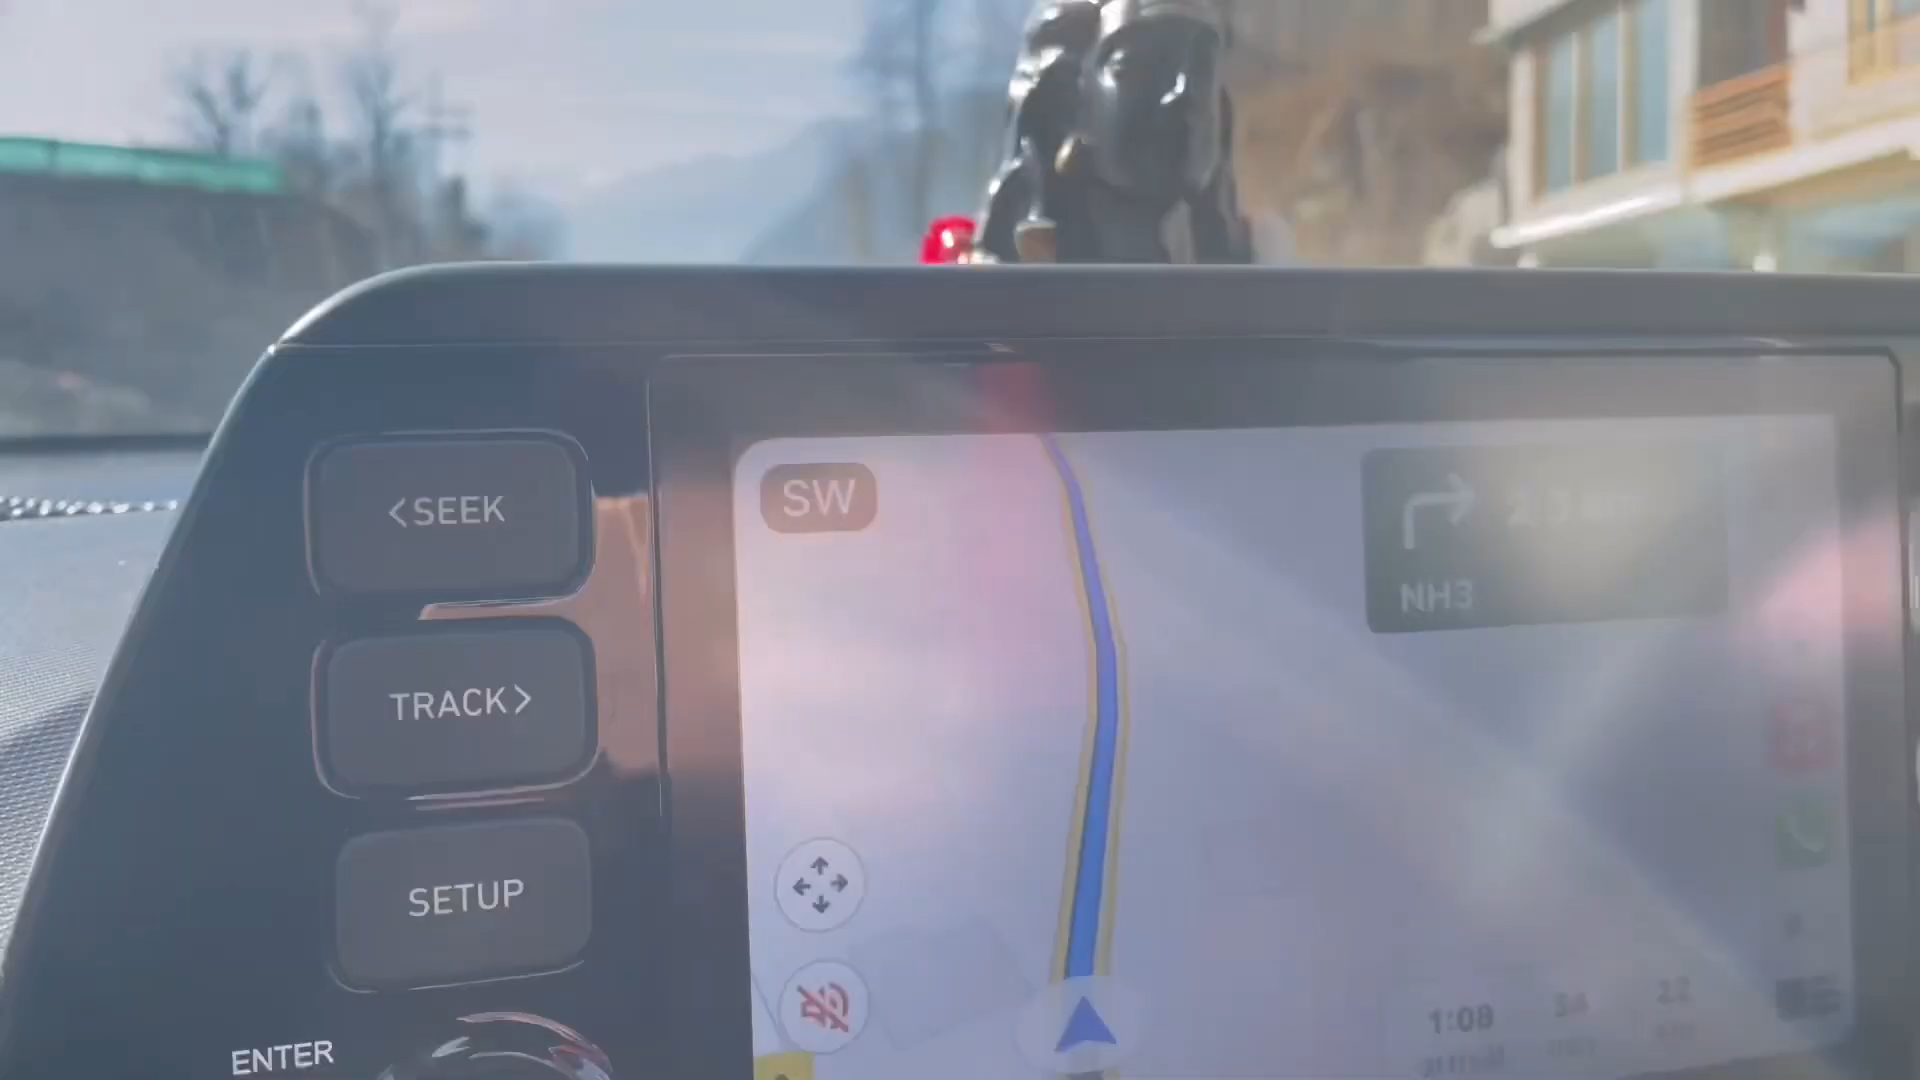 <SEEK
SW
NH3
TRACK>
SETUP
1:08
ENTER